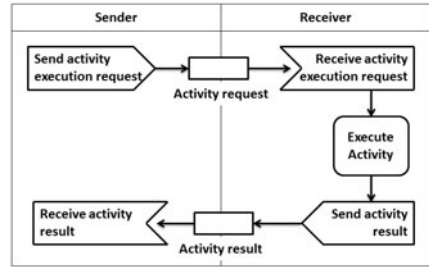 Sender
Receiver
Send activity
execution request
Receive activity
execution request
Activity request
Execute
Activity
Receive activity
result
Send activity
result
Activity result